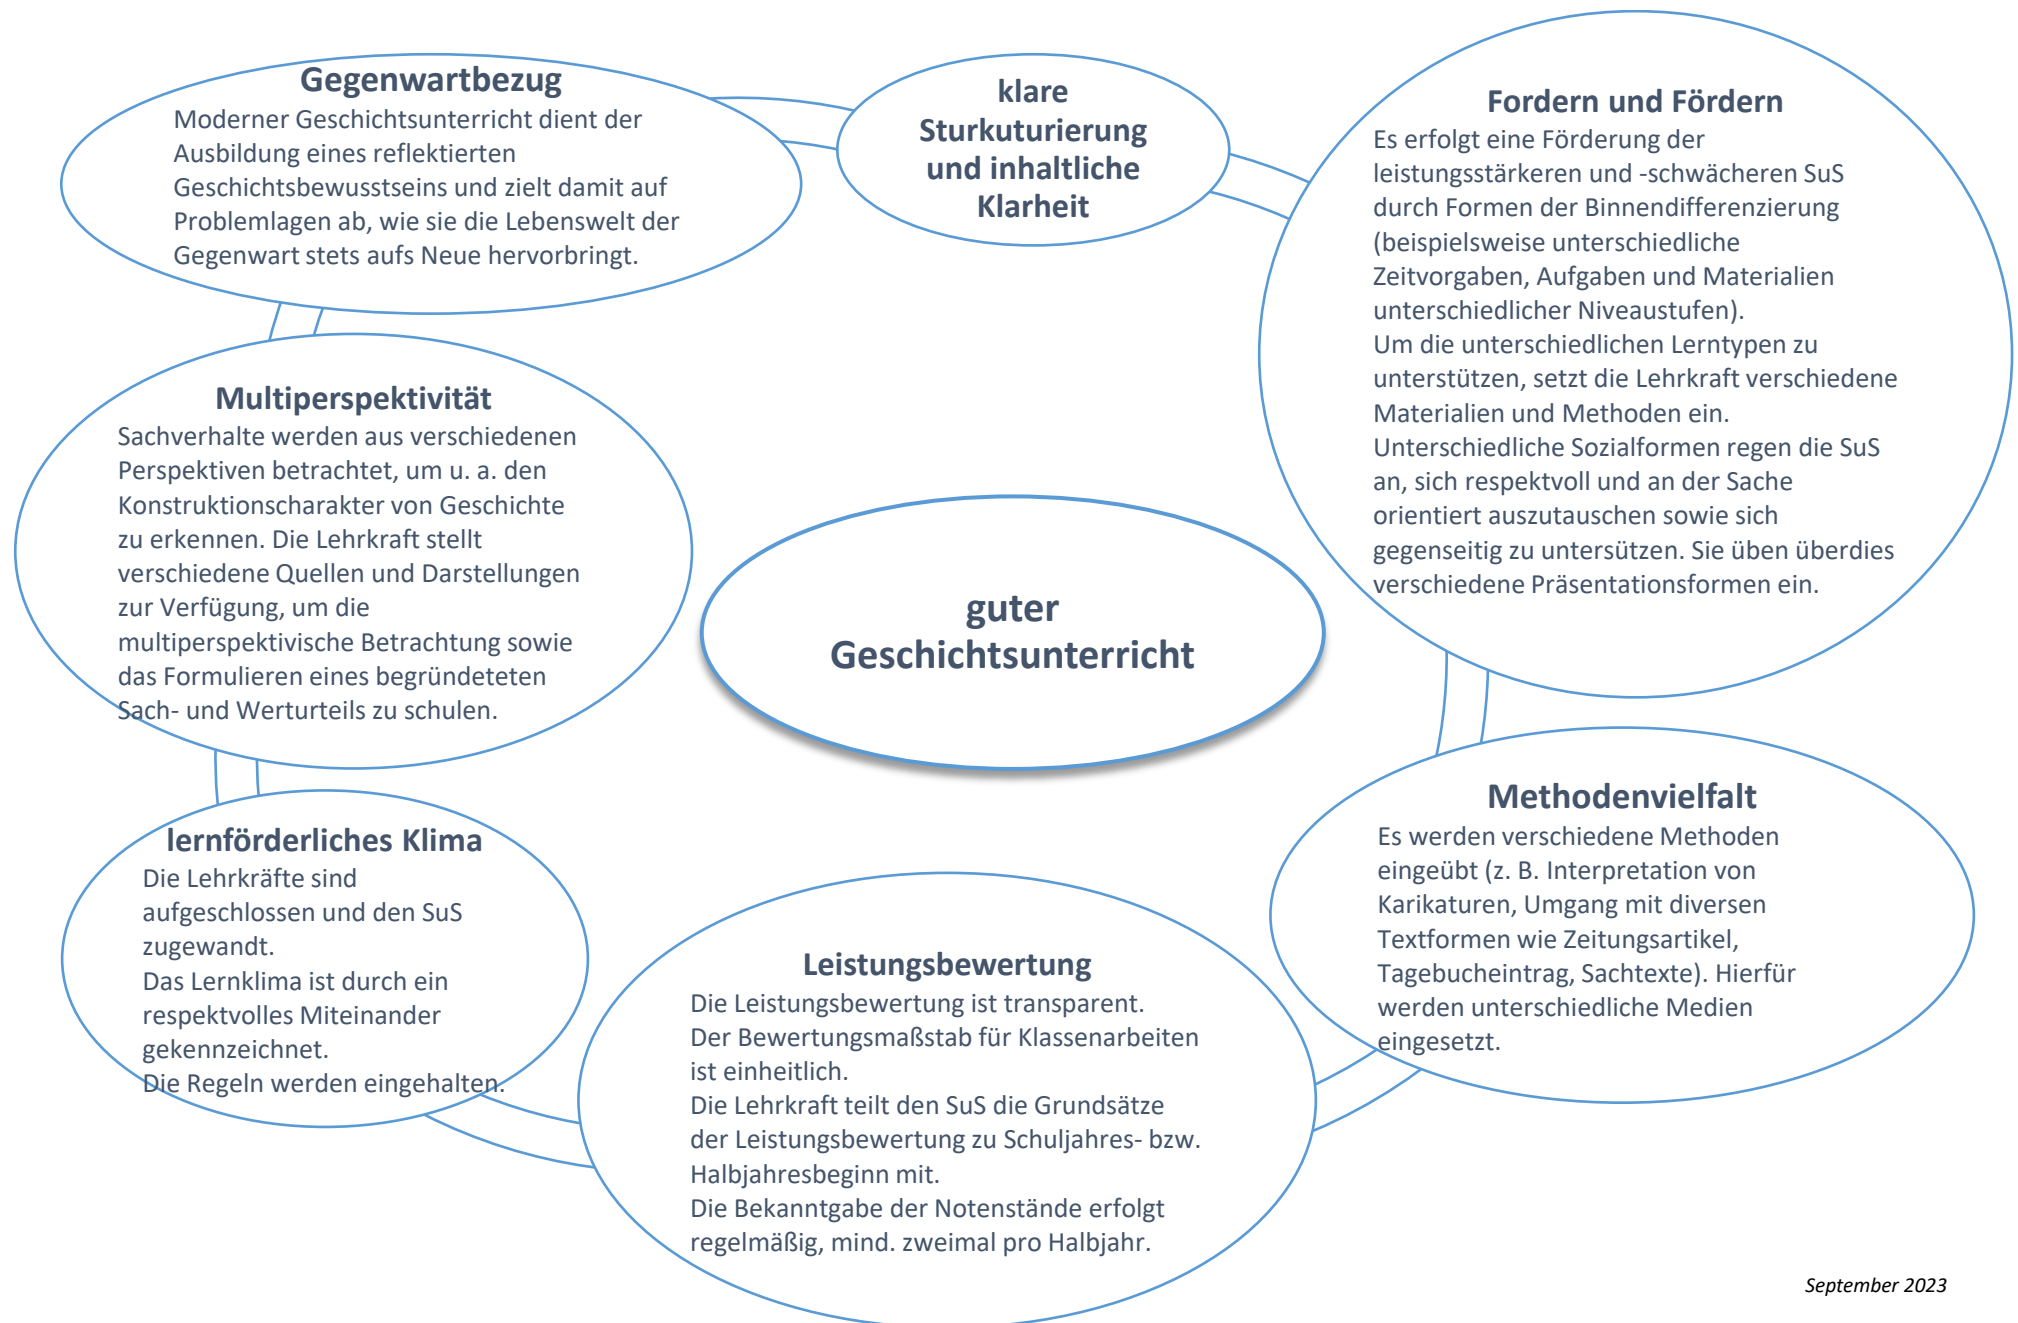 Gegenwartbezug
Moderner Geschichtsunterricht dient der
Ausbildung eines reflektierten
Geschichtsbewusstseins und zielt damit auf
Problemlagen ab, wie sie die Lebenswelt der
Gegenwart stets aufs Neue hervorbringt.
klare
Sturkuturierung
und inhaltliche
Klarheit
Fordern und Fördern
Es erfolgt eine Förderung der
leistungsstärkeren und -schwächeren SuS
durch Formen der Binnendifferenzierung
(beispielsweise unterschiedliche
Zeitvorgaben, Aufgaben und Materialien
unterschiedlicher Niveaustufen).
Um die unterschiedlichen Lerntypen zu
unterstützen, setzt die Lehrkraft verschiedene
Materialien und Methoden ein.
Unterschiedliche Sozialformen regen die SuS
an, sich respektvoll und an der Sache
orientiert auszutauschen sowie sich
gegenseitig zu untersützen. Sie üben überdies
verschiedene Präsentationsformen ein.
Multiperspektivität
Sachverhalte werden aus verschiedenen
Perspektiven betrachtet, um u. a. den
Konstruktionscharakter von Geschichte
zu erkennen. Die Lehrkraft stellt
verschiedene Quellen und Darstellungen
zur Verfügung, um die
multiperspektivische Betrachtung sowie
das Formulieren eines begründeteten
Sach- und Werturteils zu schulen.
guter
Geschichtsunterricht
Methodenvielfalt
Es werden verschiedene Methoden
eingeübt (z. B. Interpretation von
Karikaturen, Umgang mit diversen
Textformen wie Zeitungsartikel,
Tagebucheintrag, Sachtexte). Hierfür
werden unterschiedliche Medien
eingesetzt.
lernförderliches Klima
Die Lehrkräfte sind
aufgeschlossen und den SuS
zugewandt.
Das Lernklima ist durch ein
respektvolles Miteinander
gekennzeichnet.
Die Regeln werden eingehalten.
Leistungsbewertung
Die Leistungsbewertung ist transparent.
Der Bewertungsmaßstab für Klassenarbeiten
ist einheitlich.
Die Lehrkraft teilt den SuS die Grundsätze
der Leistungsbewertung zu Schuljahres- bzw.
Halbjahresbeginn mit.
Die Bekanntgabe der Notenstände erfolgt
regelmäßig, mind. zweimal pro Halbjahr.
September 2023